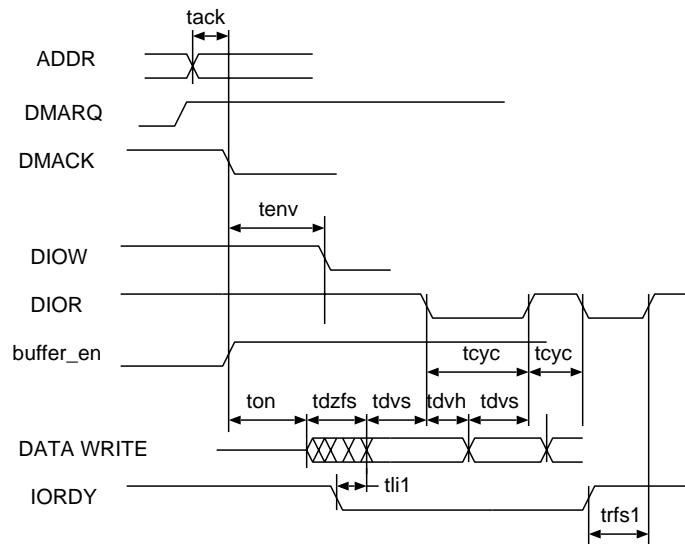 tack
ADDR
DMARQ
DMACK
tenv
DIOW
DIOR
buffer_en
tcyc tcyc
ton tdzfs tdvs tdvh tdvs
DATA WRITE
tli1
IORDY
trfs1